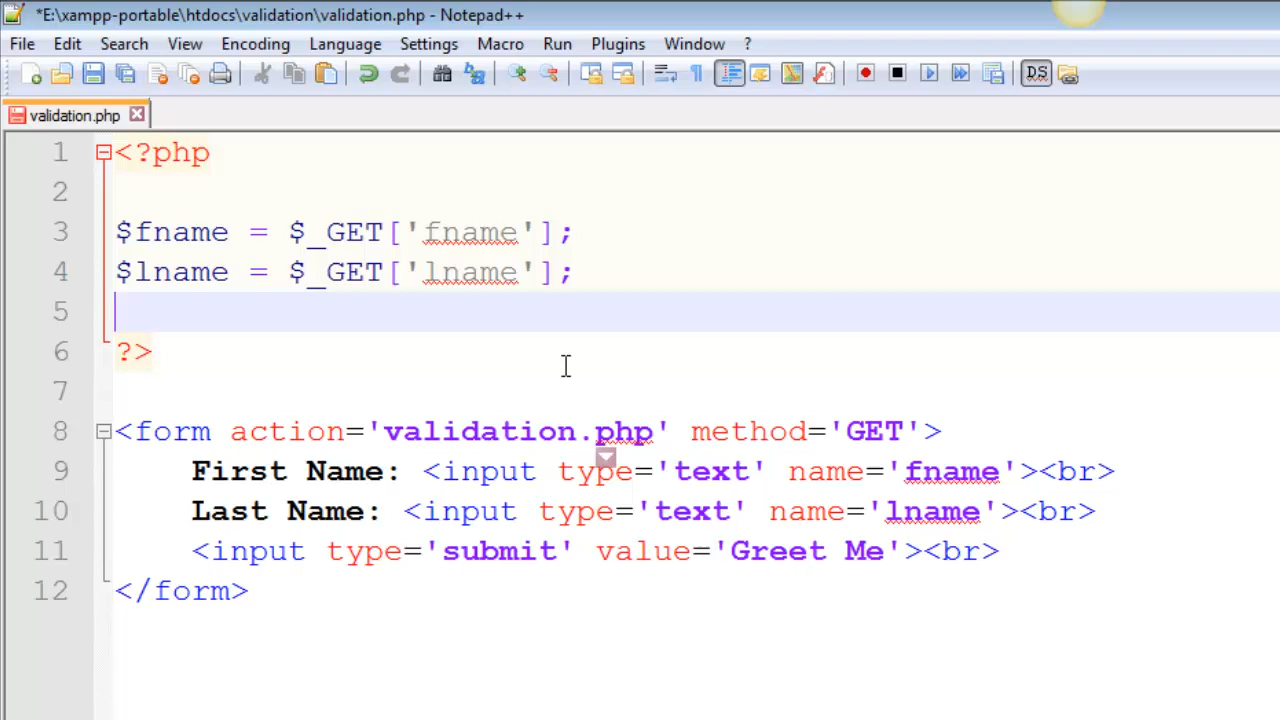 *E:\xampp-portable\htdocs\validation\validation.php - Notepad++
File Edit Search View Encoding Language Settings Macro Run Plugins Window ?
DS
validation.php
1 <?php
2
3 $fname = $_GET['fname'];
4 $lname = $_GET['lname'];
5
6 ?>
7
8 <form action='validation.php' method='GET'>
9 First Name: <input type='text' name='fname'><br>
10 Last Name: <input type='text' name='lname'><br>
11 <input type='submit' value='Greet Me'><br>
12 </form>